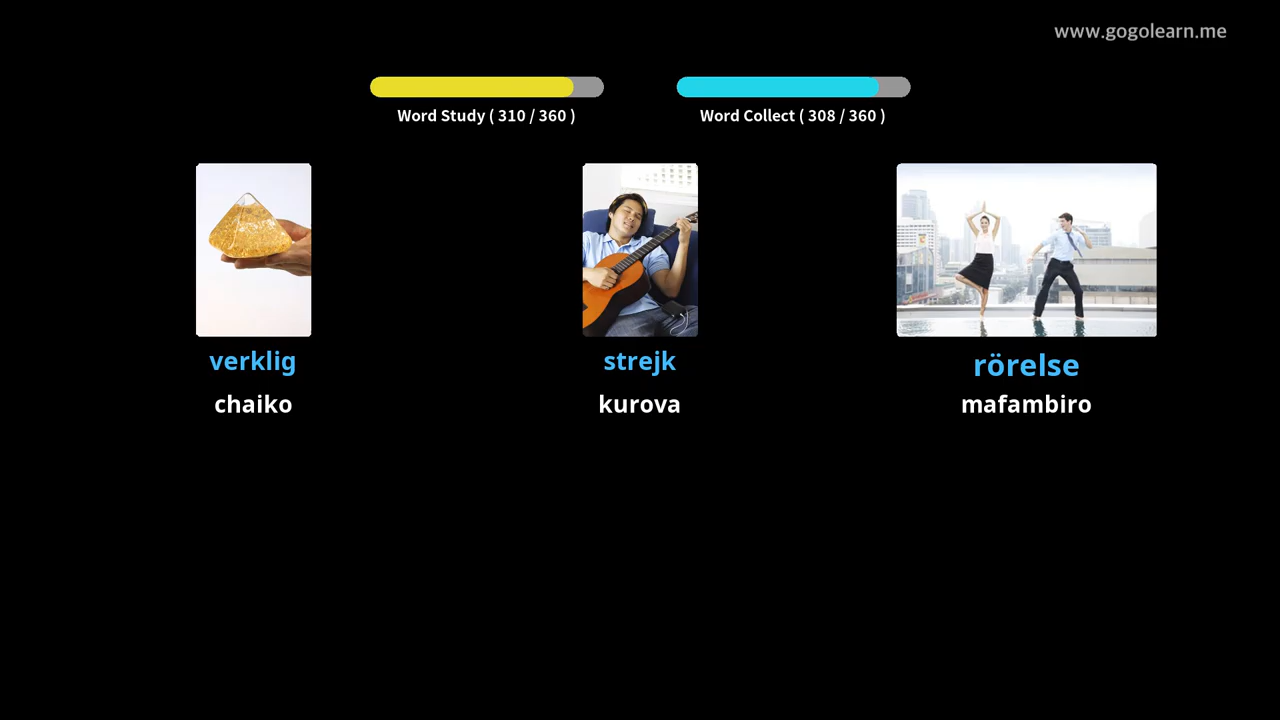 www.gogolearn.me
Word Study ( 310 / 360 )
Word Collect ( 308 / 360 )
verklig
strejk
rörelse
chaiko
kurova
mafambiro